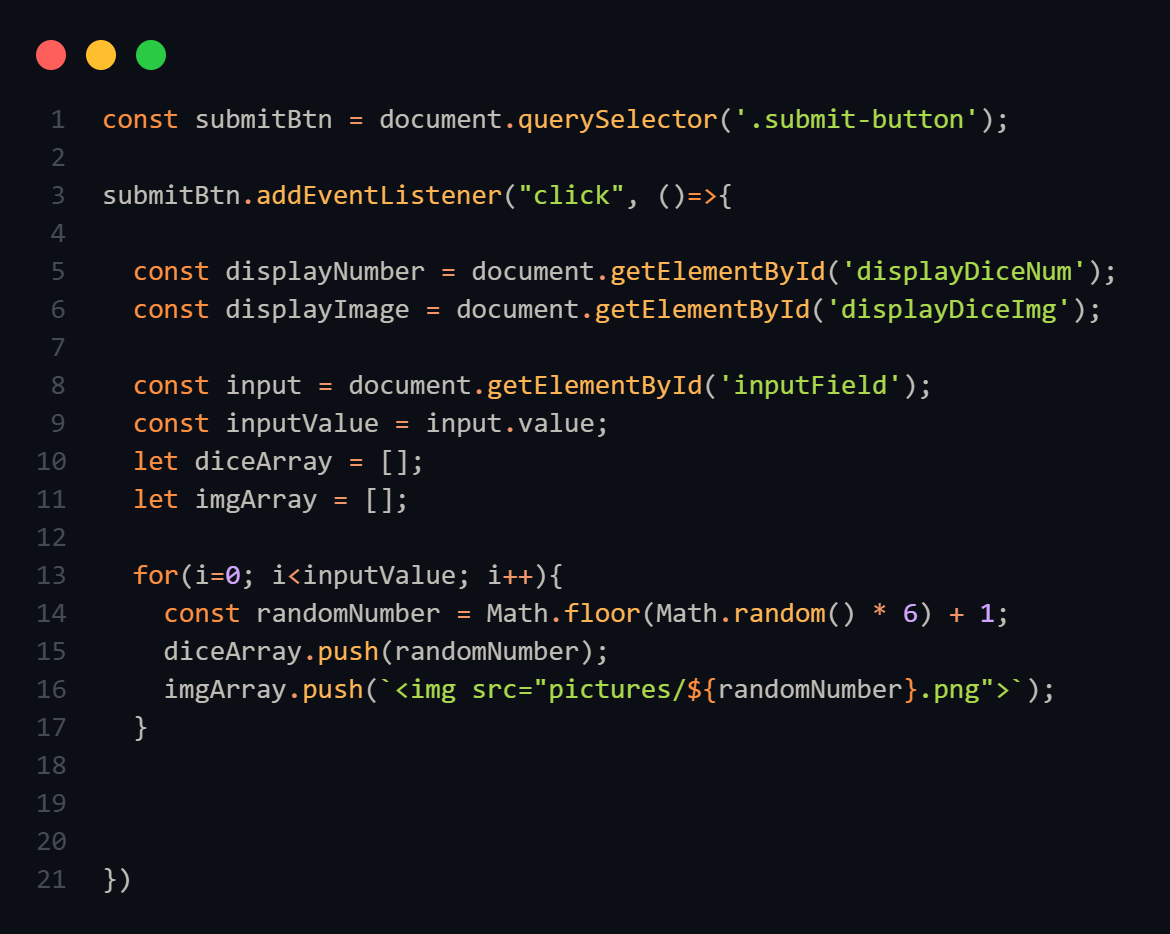 1 const submitBtn = document.querySelector('.submit-button');
2
3 submitBtn.addEventListener("click", ()=>{
4
5   const displayNumber = document.getElementById('displayDiceNum');
6   const displayImage = document.getElementById('displayDiceImg');
7
8   const input = document.getElementById('inputField');
9   const inputValue = input.value;
10   let diceArray = [];
11   let imgArray = [];
12
13   for(i=0; i<inputValue; i++){
14     const randomNumber = Math.floor(Math.random() * 6) + 1;
15     diceArray.push(randomNumber);
16     imgArray.push(`<img src="pictures/${randomNumber}.png">`);
17   }
18
19
20
21 })